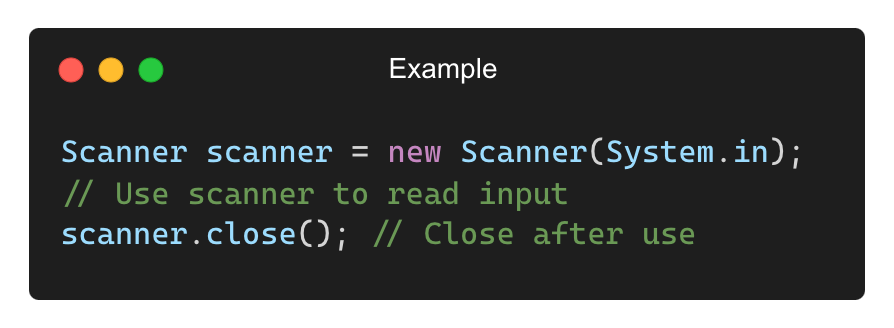 Example
Scanner scanner = new Scanner(System.in);
// Use scanner to read input
scanner.close(); // Close after use